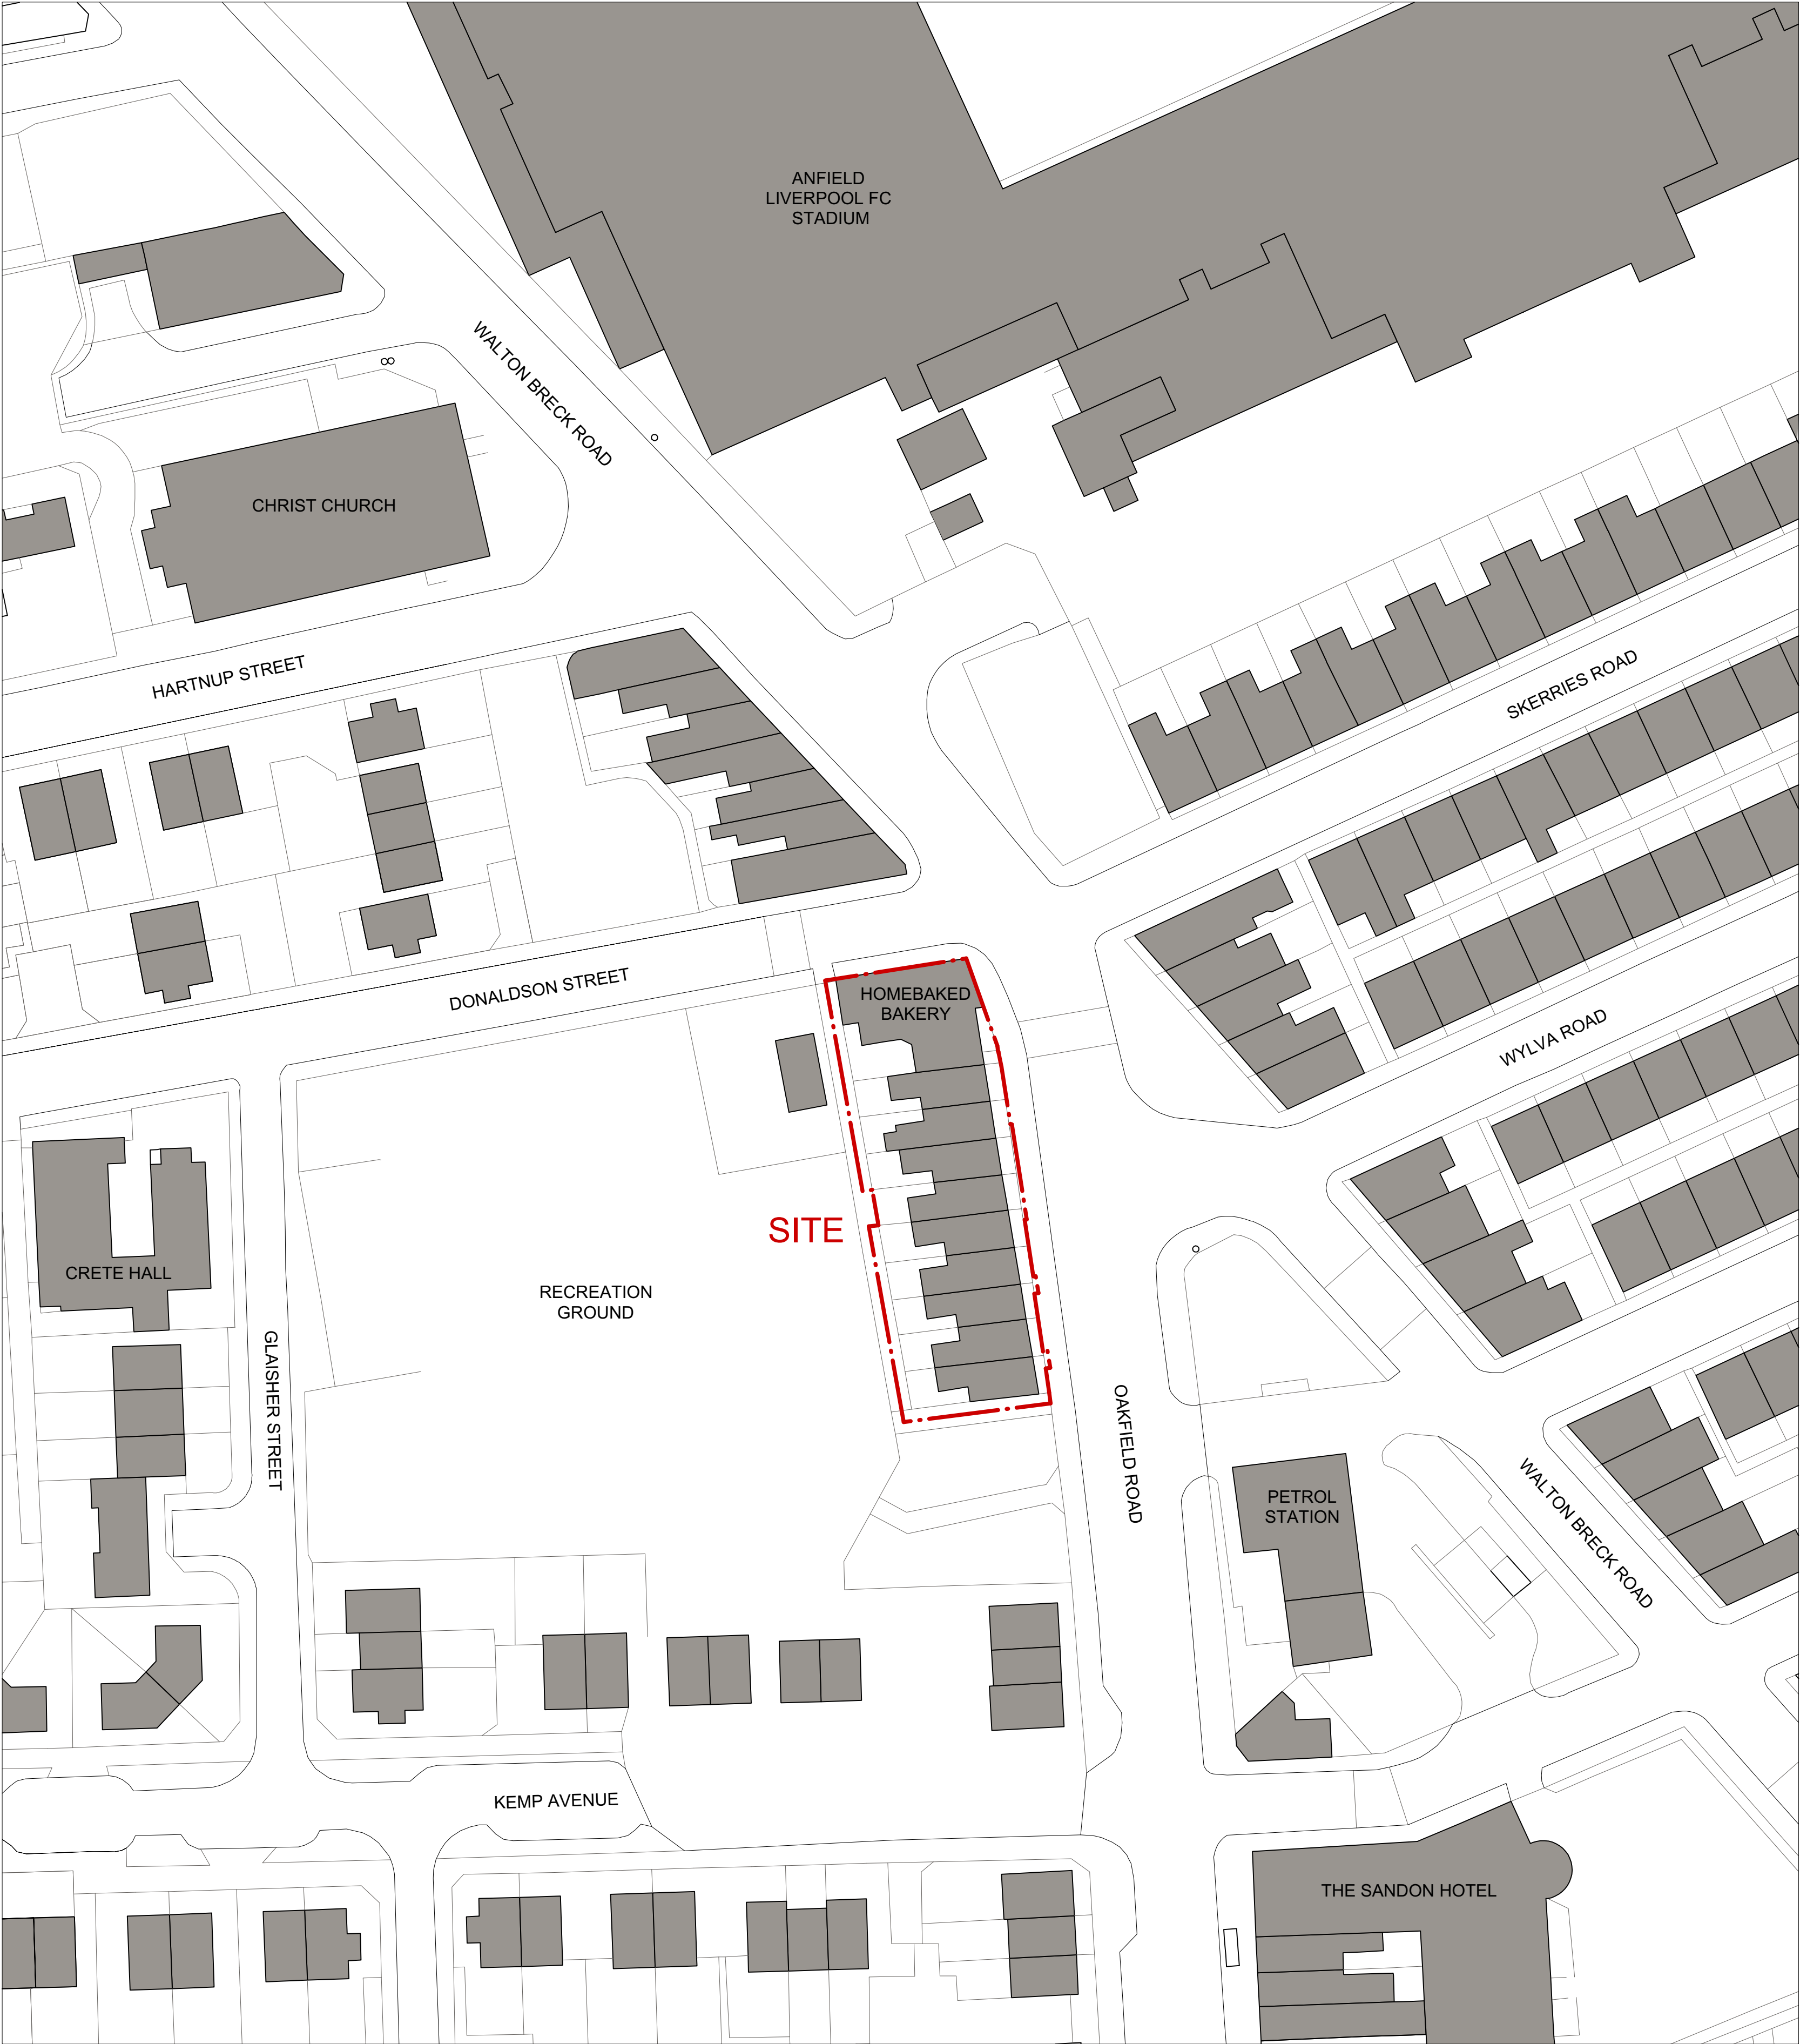 ANFIELD
LIVERPOOL FC
STADIUM
WALTON BRECK ROAD
CHRIST CHURCH
HARTNUP STREET
SKERRIES ROAD
DONALDSON STREET
HOMEBAKED
BAKERY
WYLVA ROAD
SITE
CRETE HALL
RECREATION
GROUND
GLAISHER STREET
OAKFIELD ROAD
PETROL
STATION
WALTON BRECK ROAD
KEMP AVENUE
THE SANDON HOTEL